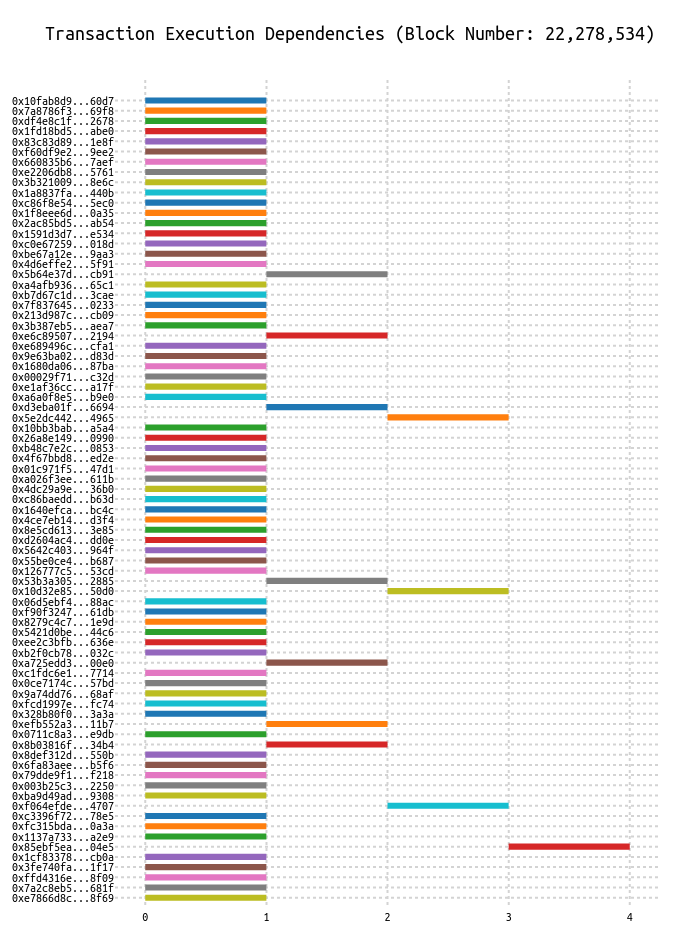 Transaction Execution Dependencies (Block Number: 22,278,534)
0x10fab8d9...60d7
0x7a8786f3...69f8
0xdf4e8c1f...2678
0x1fd18bd5...abe0
0x83c83d89...1e8f
0xf60df9e2...9ee2
0x660835b6...7aef
0xe2206db8...5761
0x3b321009...8e6c
0x1a8837fa...440b
0xc86f8e54...5ec0
0x1f8eee6d...0a35
0x2ac85bd5...ab54
0x1591d3d7...e534
0xc0e67259...018d
0xbe67a12e...9aa3
0x4d6effe2...5f91
0x5b64e37d...cb91
0xa4afb936...65c1
0xb7d67c1d...3cae
0x7f837645...0233
0x213d987c...cb09
0x3b387eb5...aea7
0xe6c89507...2194
0xe689496c...cfa1
0x9e63ba02...d83d
0x1680da06...87ba
0x00029f71...c32d
0xe1af36cc...a17f
0xa6a0f8e5...b9e0
0xd3eba01f...6694
0x5e2dc442...4965
0x10bb3bab...a5a4
0x26a8e149...0990
0xb48c7e2c...0853
0x4f67bbd8...ed2e
0x01c971f5...47d1
0xa026f3ee...611b
0x4dc29a9e...36b0
0xc86baedd...b63d
0x1640efca...bc4c
0x4ce7eb14...d3f4
0x8e5cd613...3e85
0xd2604ac4...dd0e
0x5642c403...964f
0x55be0ce4...b687
0x126777c5...53cd
0x53b3a305...2885
0x10d32e85...50d0
0x06d5ebf4...88ac
0xf90f3247...61db
0x8279c4c7...1e9d
0x5421d0be...44c6
0xee2c3bfb...636e
0xb2f0cb78...032c
0xa725edd3...00e0
0xc1fdc6e1...7714
0x0ce7174c...57bd
0x9a74dd76...68af
0xfcd1997e...fc74
0x328b80f0...3a3a
0xefb552a3...11b7
0x0711c8a3...e9db
0x8b03816f...34b4
0x8def312d...550b
0x6fa83aee...b5f6
0x79dde9f1...f218
0x003b25c3...2250
0xba9d49ad...9308
0xf064efde...4707
0xc3396f72...78e5
0xfc315bda...0a3a
0x1137a733...a2e9
0x85ebf5ea...04e5
0x1cf83378...cb0a
0x3fe740fa...1f17
0xffd4316e...8f09
0x7a2c8eb5...681f
0xe7866d8c...8f69
0 1 2 3 4